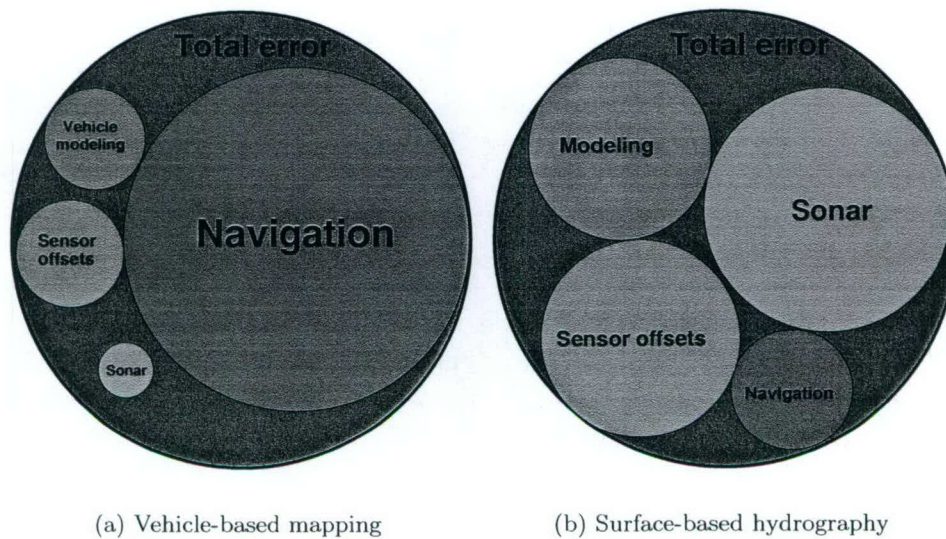 Total error
Vehicle
modeling
Navigation
Sensor
offsets
Sonar
Total error
Modeling
Sonar
Sensor offsets
Navigation
(a) Vehicle-based mapping
(b) Surface-based hydrography